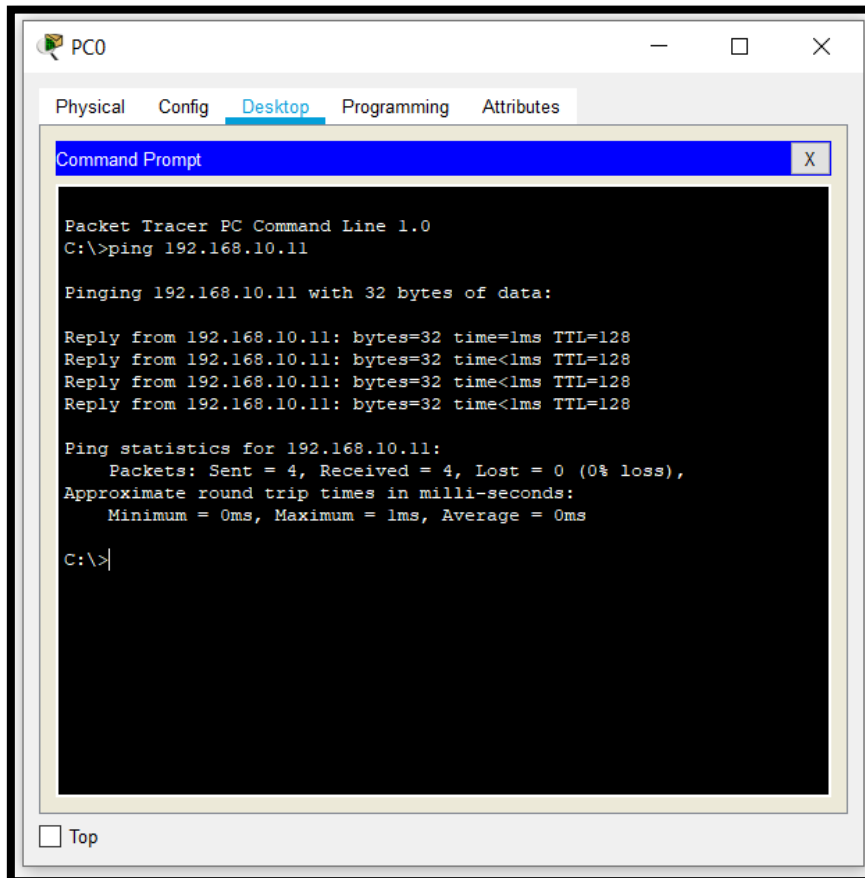 PC0
Physical Config Desktop Programming Attributes
Command Prompt X
Packet Tracer PC Command Line 1.0
C:\>ping 192.168.10.11
Pinging 192.168.10.11 with 32 bytes of data:
Reply from 192.168.10.11: bytes=32 time=1ms TTL=128
Reply from 192.168.10.11: bytes=32 time<1ms TTL=128
Reply from 192.168.10.11: bytes=32 time<1ms TTL=128
Reply from 192.168.10.11: bytes=32 time<1ms TTL=128
Ping statistics for 192.168.10.11:
Packets: Sent = 4, Received = 4, Lost = 0 (0% loss),
Approximate round trip times in milli-seconds:
Minimum = 0ms, Maximum = 1ms, Average = 0ms
C:\>
Top